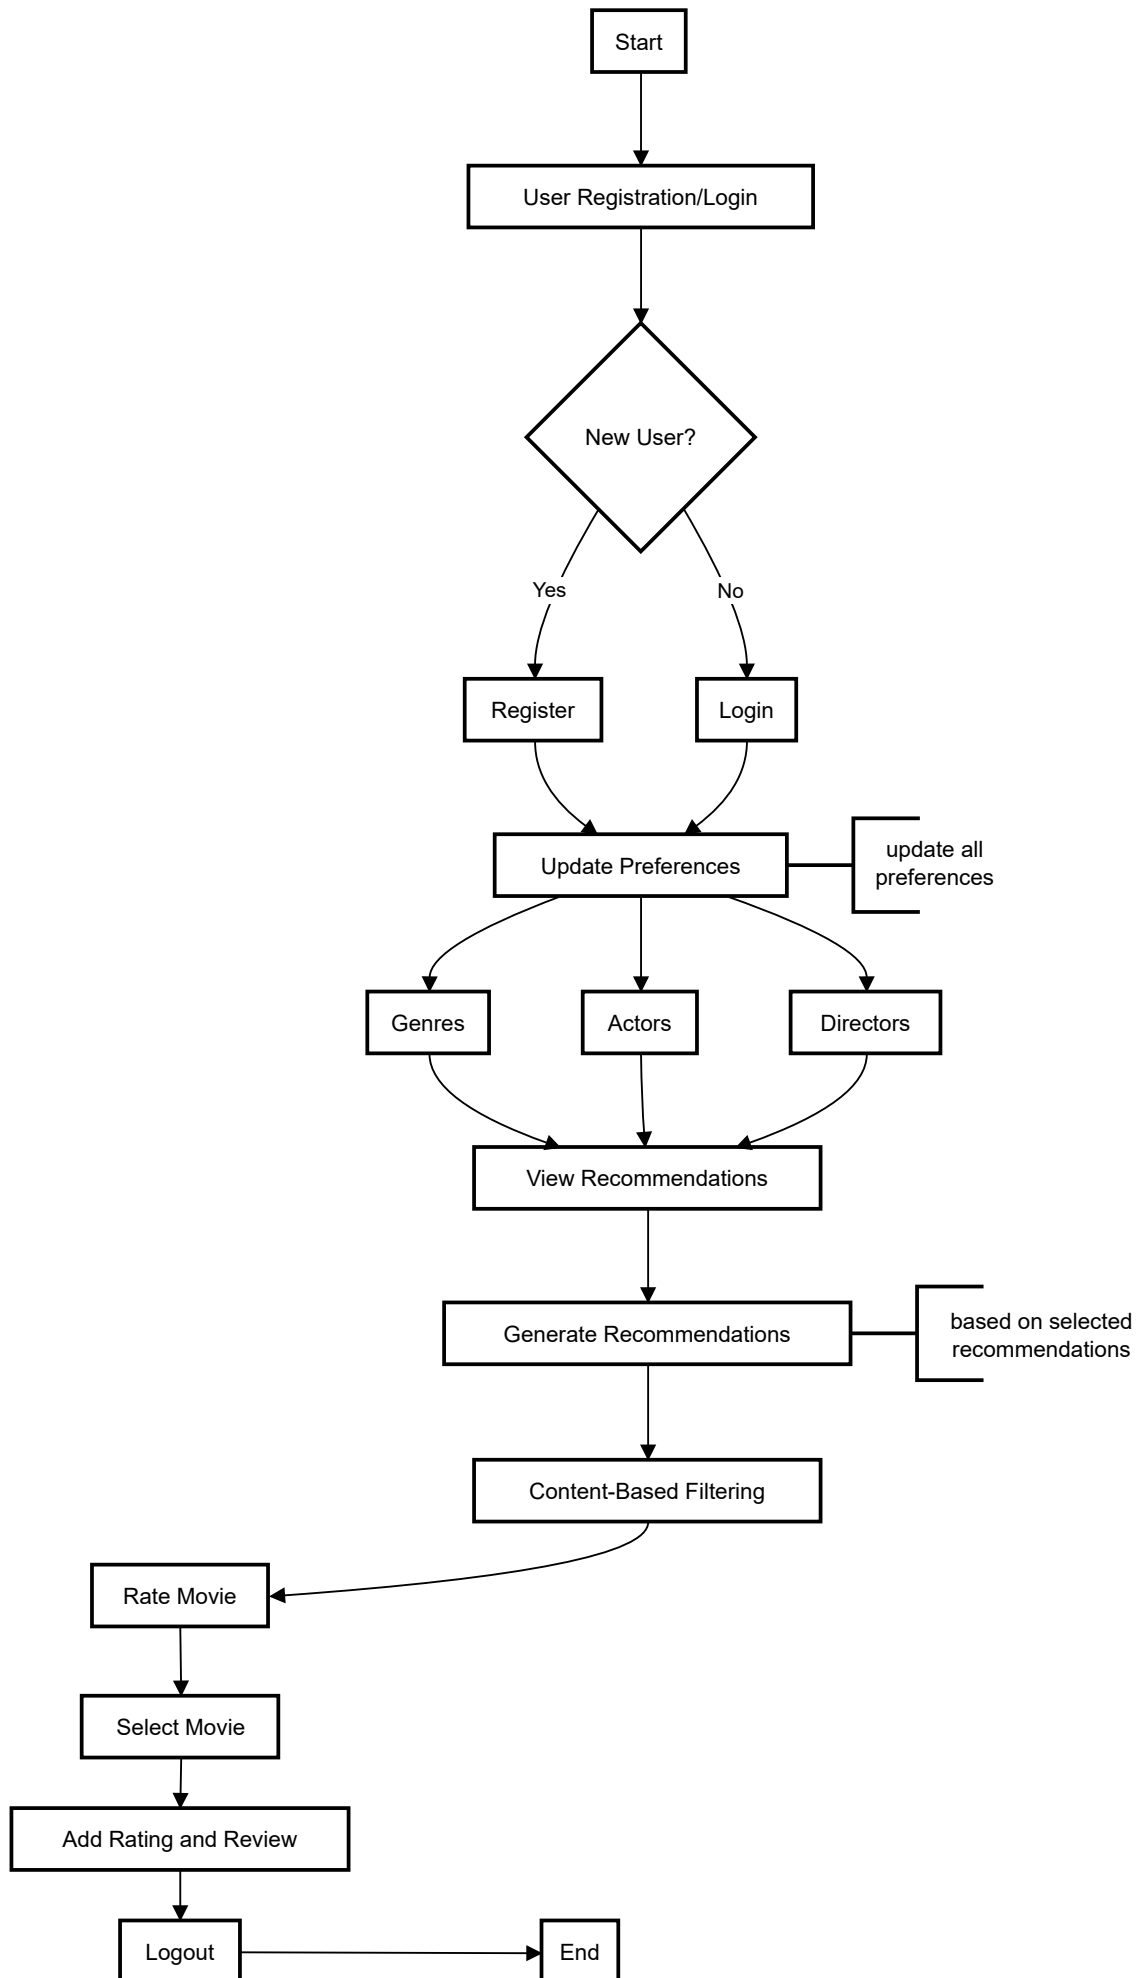 Start
User Registration/Login
New User?
Yes
No
Register
Login
Update Preferences
update all
preferences
Genres
Actors
Directors
View Recommendations
Generate Recommendations
based on selected
recommendations
Content-Based Filtering
Rate Movie
Select Movie
Add Rating and Review
Logout
End